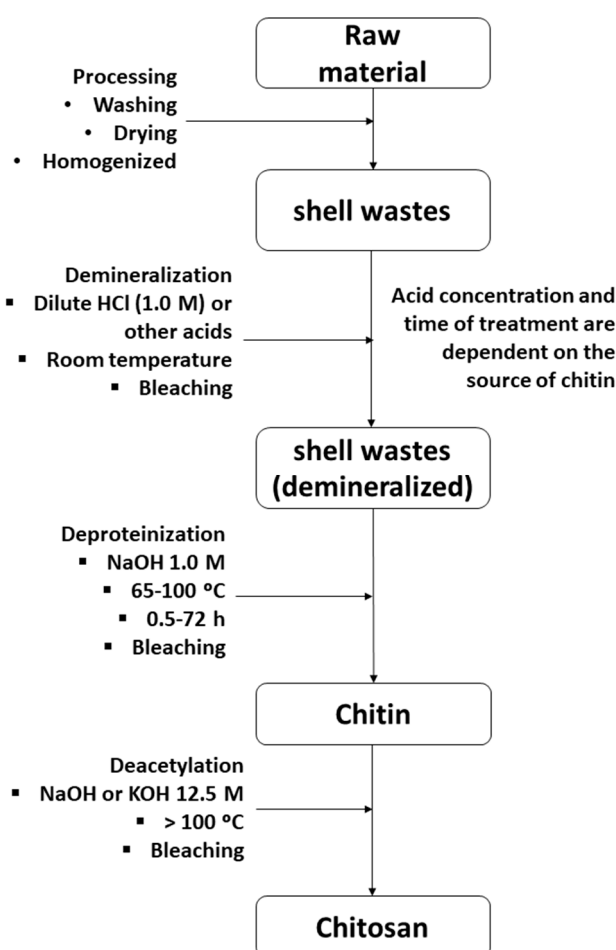 Raw
material
Processing
• Washing
• Drying
• Homogenized
shell wastes
Demineralization
▪ Dilute HCl (1.0 M) or
other acids
▪ Room temperature
▪ Bleaching
Acid concentration and
time of treatment are
dependent on the
source of chitin
shell wastes
(demineralized)
Deproteinization
▪ NaOH 1.0 M
▪ 65-100 ºC
▪ 0.5-72 h
▪ Bleaching
Chitin
Deacetylation
▪ NaOH or KOH 12.5 M
▪ > 100 ºC
▪ Bleaching
Chitosan